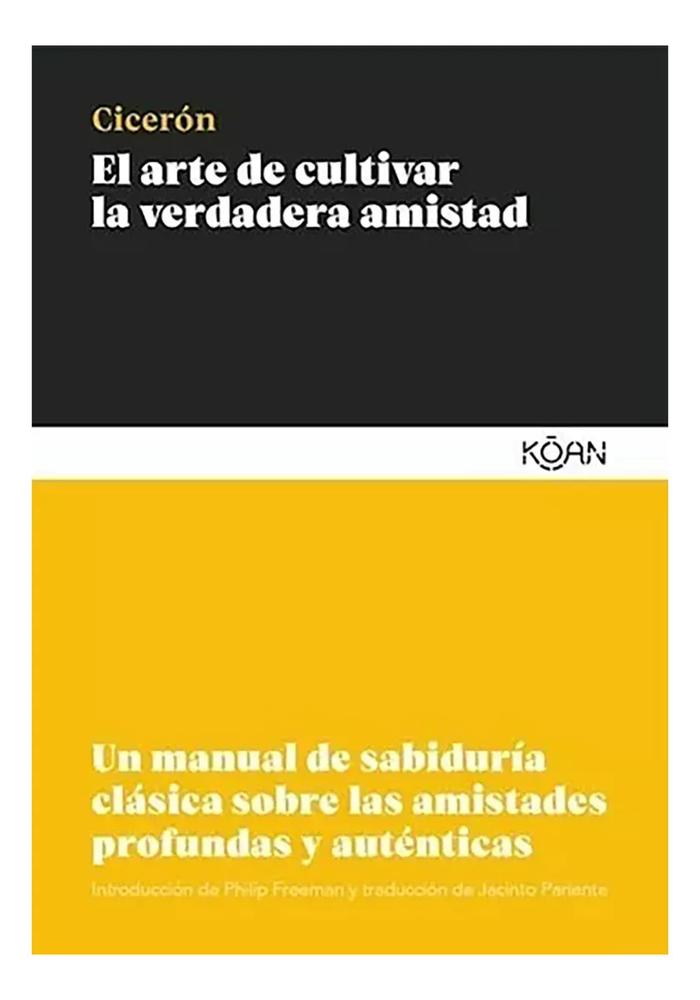 Cicerón
El arte de cultivar
la verdadera amistad
KŌAN
Un manual de sabiduría
clásica sobre las amistades
profundas y auténticas
Introducción de Philip Freeman y traducción de Jacinto Pariente